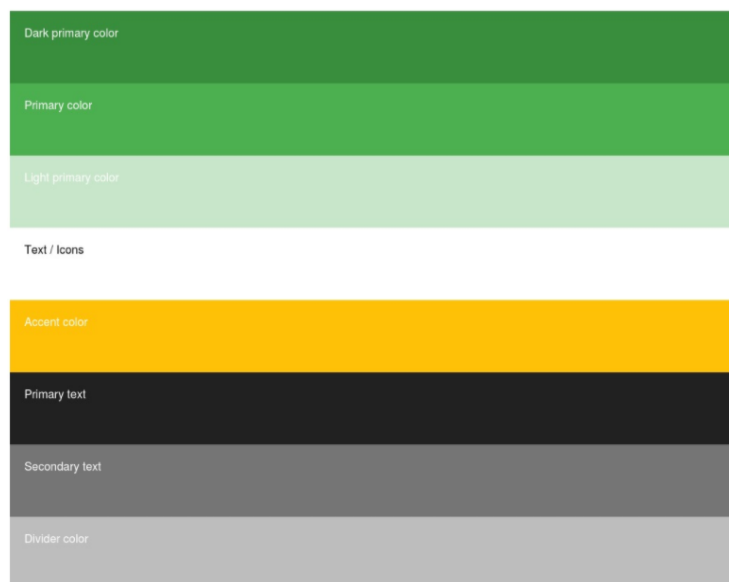 Dark primary color
Primary color
Light primary color
Text / Icons
Accent color
Primary text
Secondary text
Divider color